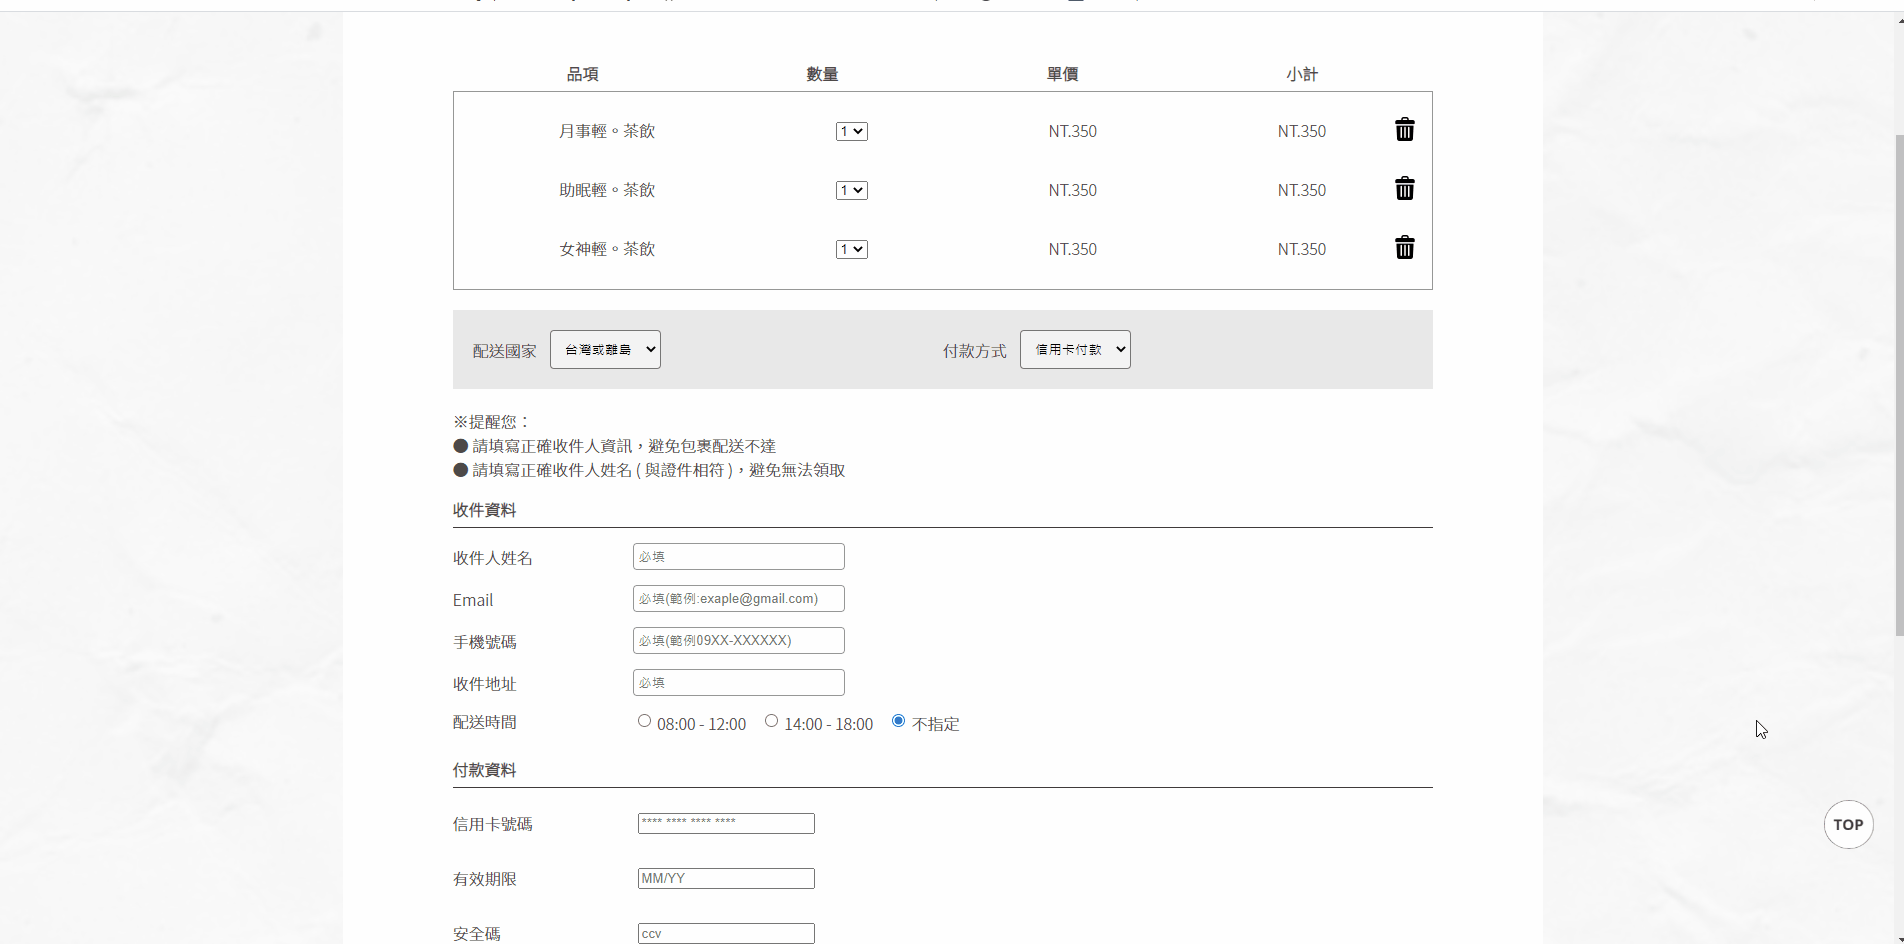 品項 數量 單價 小計
月事輕。茶飲 1 NT.350 NT.350
助眠輕。茶飲 1 NT.350 NT.350
女神輕。茶飲 1 NT.350 NT.350
配送國家 台灣或離島 付款方式 信用卡付款
※提醒您：
● 請填寫正確收件人資訊，避免包裹配送不達
● 請填寫正確收件人姓名 ( 與證件相符 )，避免無法領取
收件資料
收件人姓名 必填
Email 必填(範例:exaple@gmail.com)
手機號碼 必填(範例09XX-XXXXXX)
收件地址 必填
配送時間 08:00 - 12:00 14:00 - 18:00 不指定
付款資料
信用卡號碼 **** **** **** ****
TOP
有效期限 MM/YY
安全碼 ccv